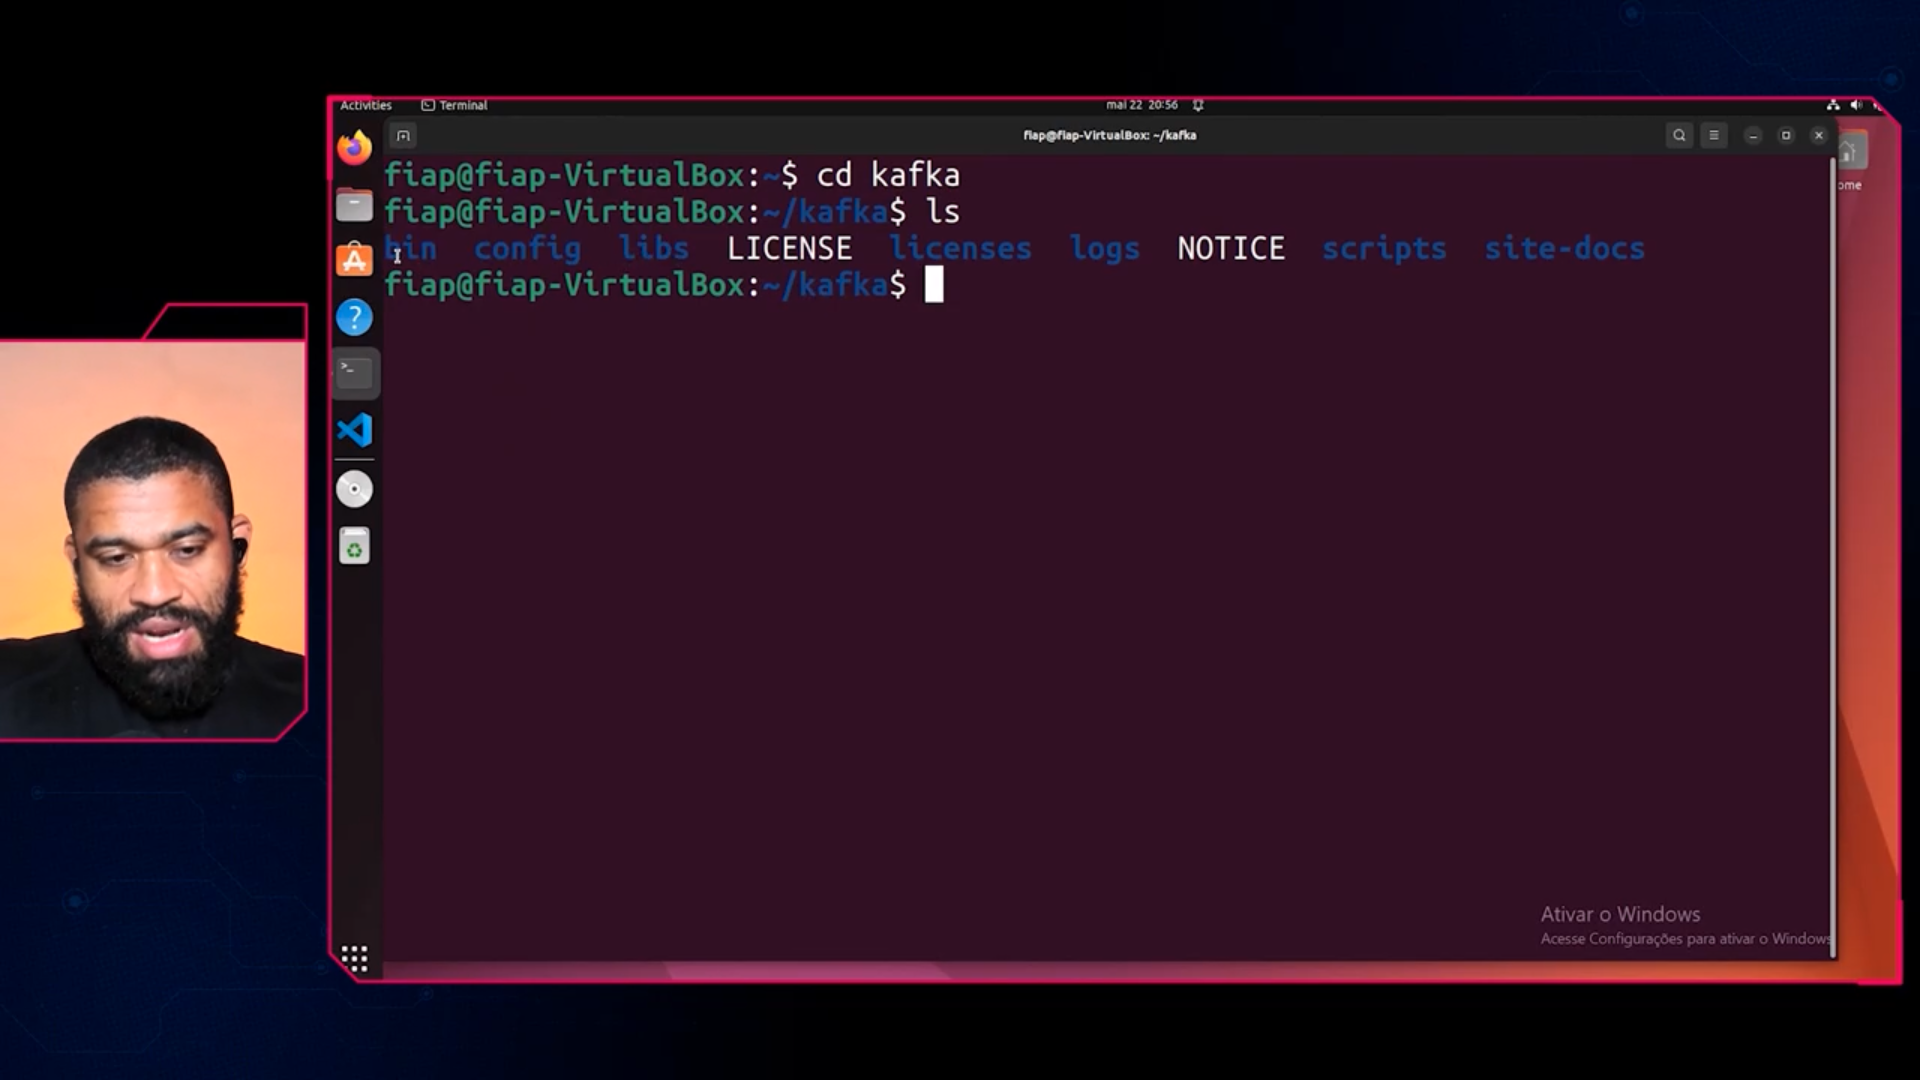 Activities Terminal mai 22 20:56
fiap@fiap-VirtualBox: ~/kafka
fiap@fiap-VirtualBox:~$ cd kafka
fiap@fiap-VirtualBox:~/kafka$ ls
bin config libs LICENSE licenses logs NOTICE scripts site-docs
fiap@fiap-VirtualBox:~/kafka$
ome
Ativar o Windows
Acesse Configurações para ativar o Windows